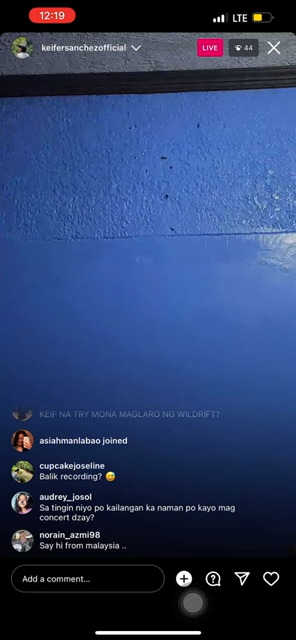 12:19
LTE
keifersanchezofficial
LIVE
44
KEIF NA TRY MONA MAGLARO NG WILDRIFT?
asiahmanlabao joined
cupcakejoseline
Balik recording? 😅
audrey_josol
Sa tingin niyo po kailangan ka naman po kayo mag
concert dzay?
norain_azmi98
Say hi from malaysia ..
Add a comment...